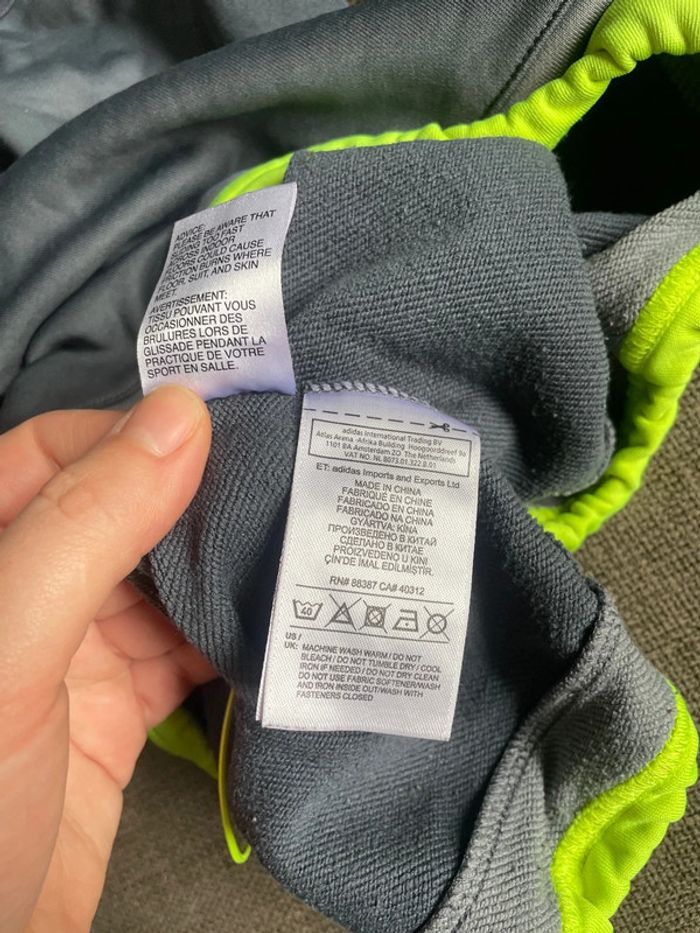 ADVICE
PLEASE BE AWARE THAT
SLIDING TOO FAST
ACROSS INDOOR
FLOORS COULD CAUSE
FRICTION BURNS WHERE
FLOOR, SUIT, AND SKIN
MEET.
AVERTISSEMENT:
TISSU POUVANT VOUS
OCCASIONNER DES
BRULURES LORS DE
GLISSADE PENDANT LA
PRACTIQUE DE VOTRE
SPORT EN SALLE.
adidas International Trading BV
Atlas Arena -Afrika Building Hoogoorddreef 9a
1101 BA Amsterdam ZO The Netherlands
VAT NO. NL 8073.01.322.B.01
ET: adidas Imports and Exports Ltd
MADE IN CHINA
FABRIQUÉ EN CHINE
FABRICADO EN CHINA
FABRICADO NA CHINA
GYÁRTVA: KÍNA
ПРОИЗВЕДЕНО В КИТАЙ
СДЕЛАНО В КИТАЕ
PROIZVEDENO U KINI
ÇİN'DE İMAL EDİLMİŞTİR.
RN# 88387 CA# 40312
40
US /
UK: MACHINE WASH WARM / DO NOT
BLEACH / DO NOT TUMBLE DRY / COOL
IRON IF NEEDED / DO NOT DRY CLEAN
DO NOT USE FABRIC SOFTENER/WASH
AND IRON INSIDE OUT/WASH WITH
FASTENERS CLOSED